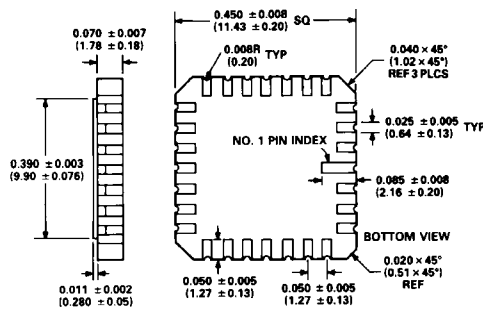 0.450 ±0.008
(11.43 ±0.20)
SQ
0.070 ±0.007
(1.78 ±0.18)
0.008R
(0.20)
TYP
0.040 × 45°
(1.02 × 45°)
REF 3 PLCS
0.025 ±0.005
(0.64 ±0.13)
TYP
NO. 1 PIN INDEX
0.390 ±0.003
(9.90 ±0.076)
0.085 ±0.008
(2.16 ±0.20)
BOTTOM VIEW
0.020 × 45°
(0.51 × 45°)
REF
0.011 ±0.002
(0.280 ±0.05)
0.050 ±0.005
(1.27 ±0.13)
0.050 ±0.005
(1.27 ±0.13)